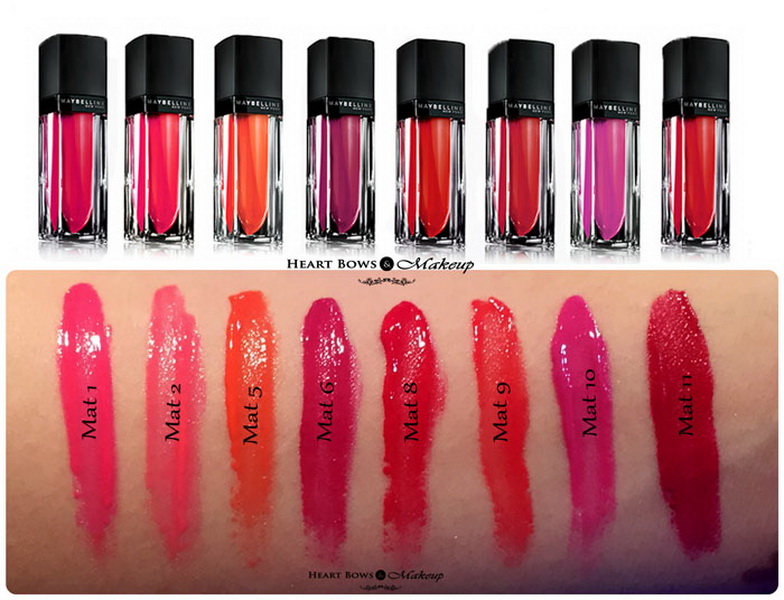 MAYBELLINE
MAYBELLINE
MAYBELLINE
MAYBELLINE
MAYBELLINE
MAYBELLINE
MAYBELLINE
MAYBELLINE
HEART BOWS & Makeup
Mat 1
Mat 2
Mat 5
Mat 6
Mat 8
Mat 9
Mat 10
Mat 11
HEART BOWS & Makeup